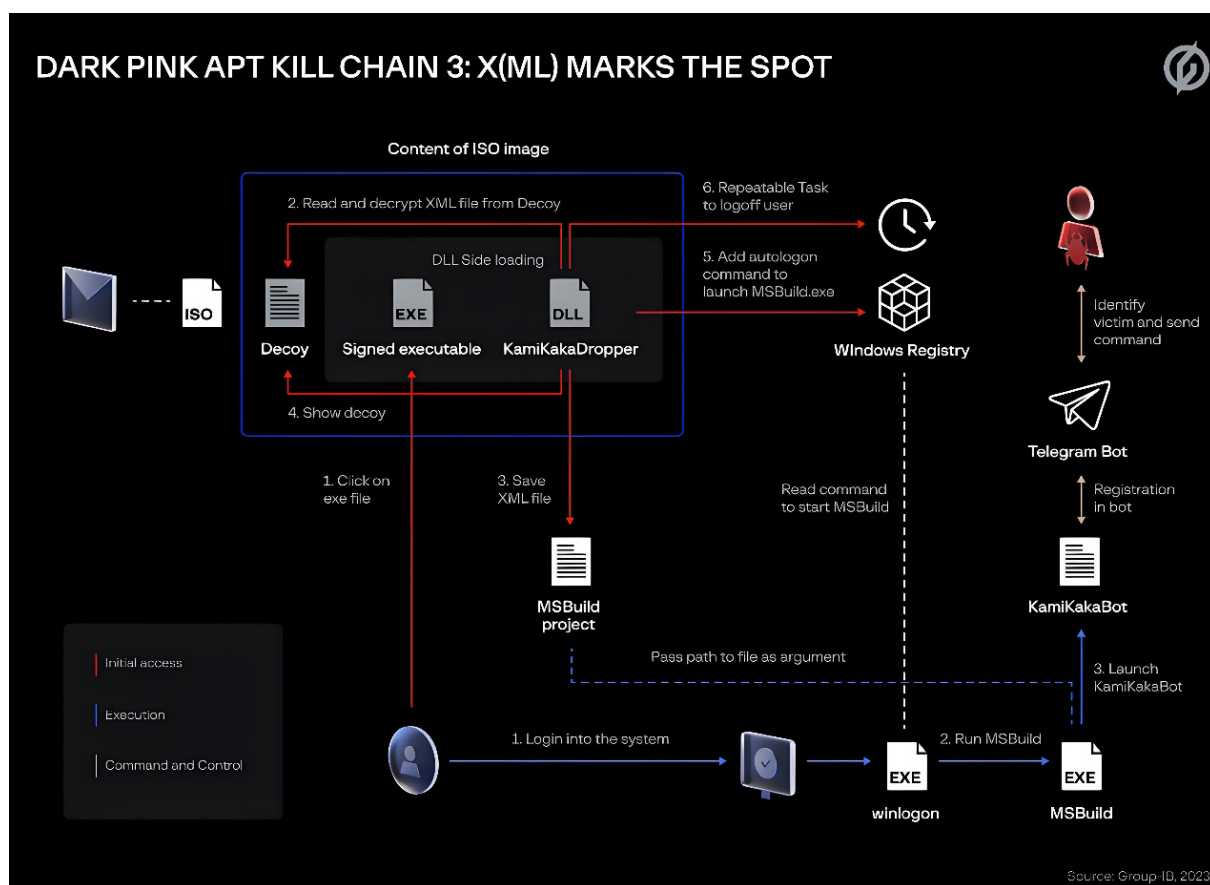 DARK PINK APT KILL CHAIN 3: X(ML) MARKS THE SPOT
Content of ISO image
2. Read and decrypt XML file from Decoy
DLL Side loading
ISO
EXE
DLL
Decoy
Signed executable
KamiKakaDropper
4. Show decoy
6. Repeatable Task
to logoff user
5. Add autologon
command to
launch MSBuild.exe
WIndows Registry
Identify
victim and send
command
Telegram Bot
1. Click on
exe file
3. Save
XML file
Read command
to start MSBuild
Registration
in bot
MSBuild
project
KamiKakaBot
Pass path to file as argument
3. Launch
KamiKakaBot
Initial access
Execution
Command and Control
1. Login into the system
2. Run MSBuild
EXE
EXE
winlogon
MSBuild
Source: Group-IB, 2023